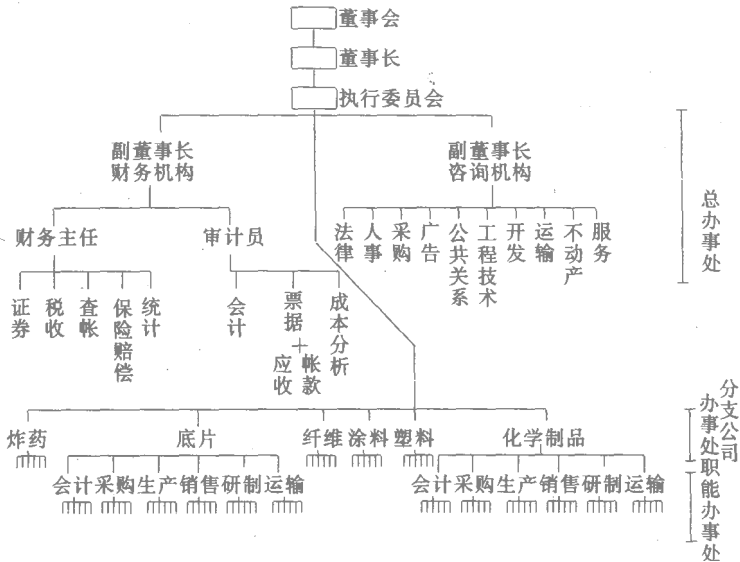 董事会
董事长
执行委员会
副董事长
财务机构
副董事长
咨询机构
财务主任
审计员
法律
人事
采购
广告
公共关系
工程技术
开发
运输
不动产
服务
证券
税收
查帐
保险赔偿
统计
会计
票据+应收帐款
成本分析
总办事处
炸药
底片
纤维
涂料
塑料
化学制品
分支公司办事处
会计 采购 生产 销售 研制 运输
会计 采购 生产 销售 研制 运输
职能办事处